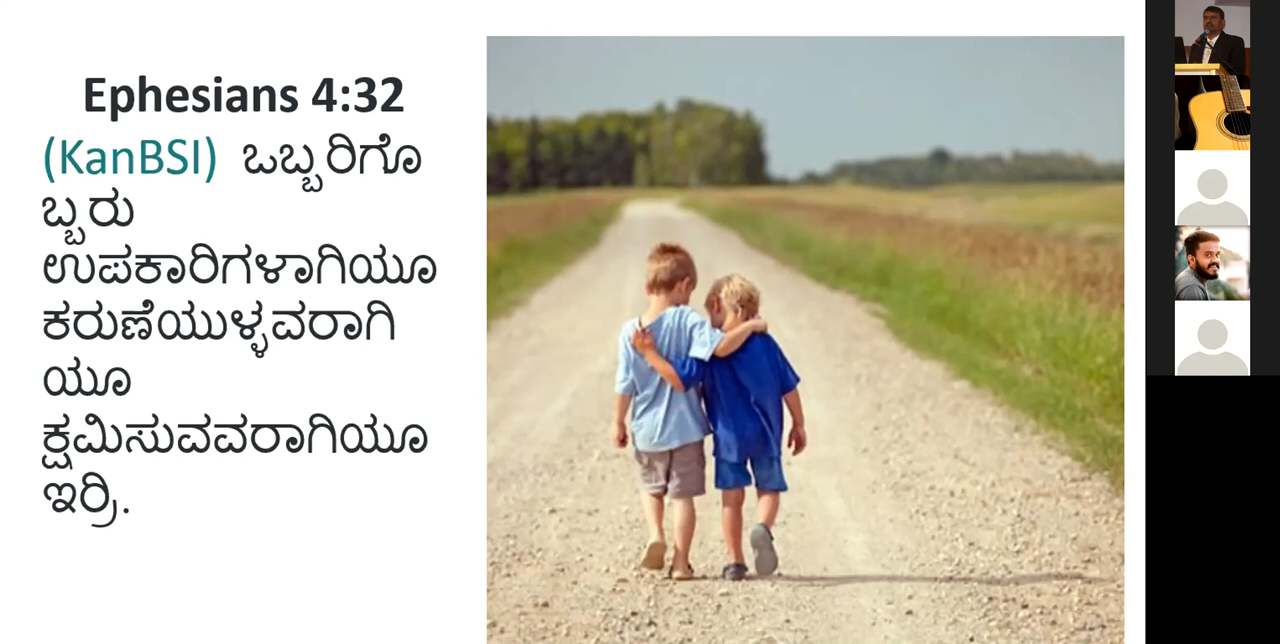 Ephesians 4:32
(KanBSI) ಒಬ್ಬರಿಗೊ
ಬ್ಬರು
ಉಪಕಾರಿಗಳಾಗಿಯೂ
ಕರುಣೆಯುಳ್ಳವರಾಗಿ
ಯೂ
ಕ್ಷಮಿಸುವವರಾಗಿಯೂ
ಇರ್ರಿ.